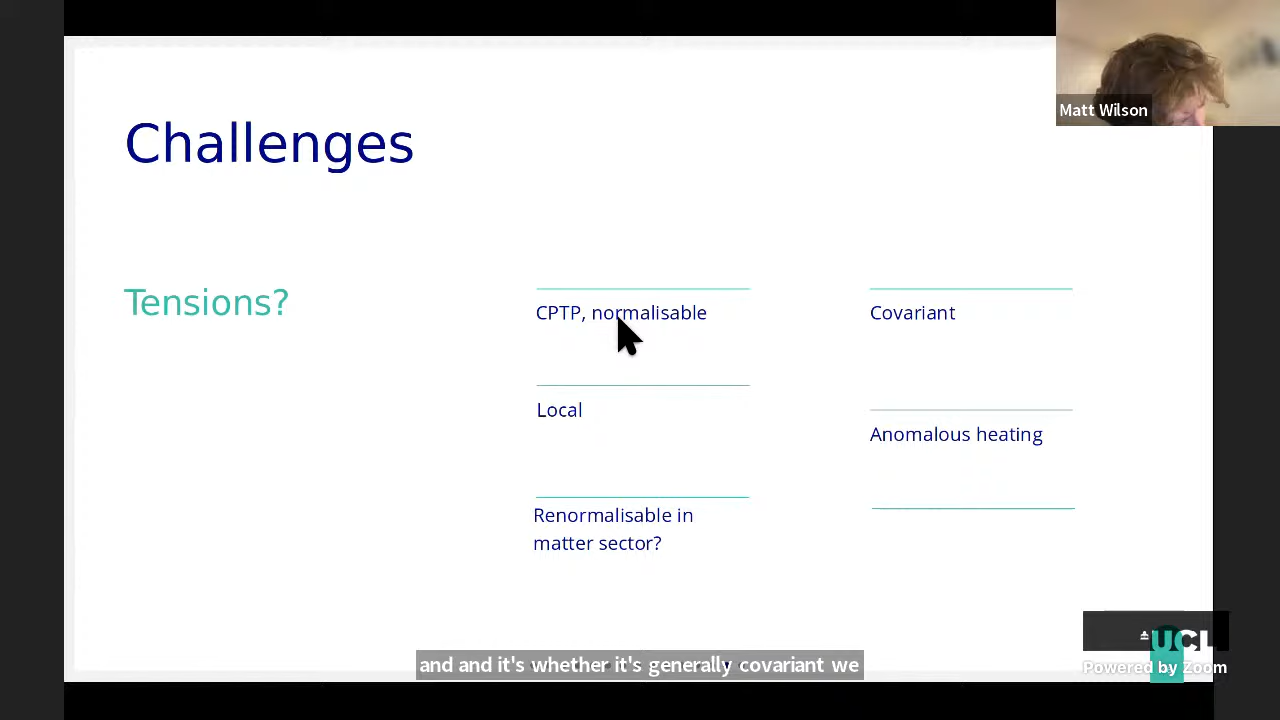 Matt Wilson
Challenges
Tensions?
CPTP, normalisable
Covariant
Local
Anomalous heating
Renormalisable in
matter sector?
UCL
and and it's whether it's generally covariant we
Powered by Zoom